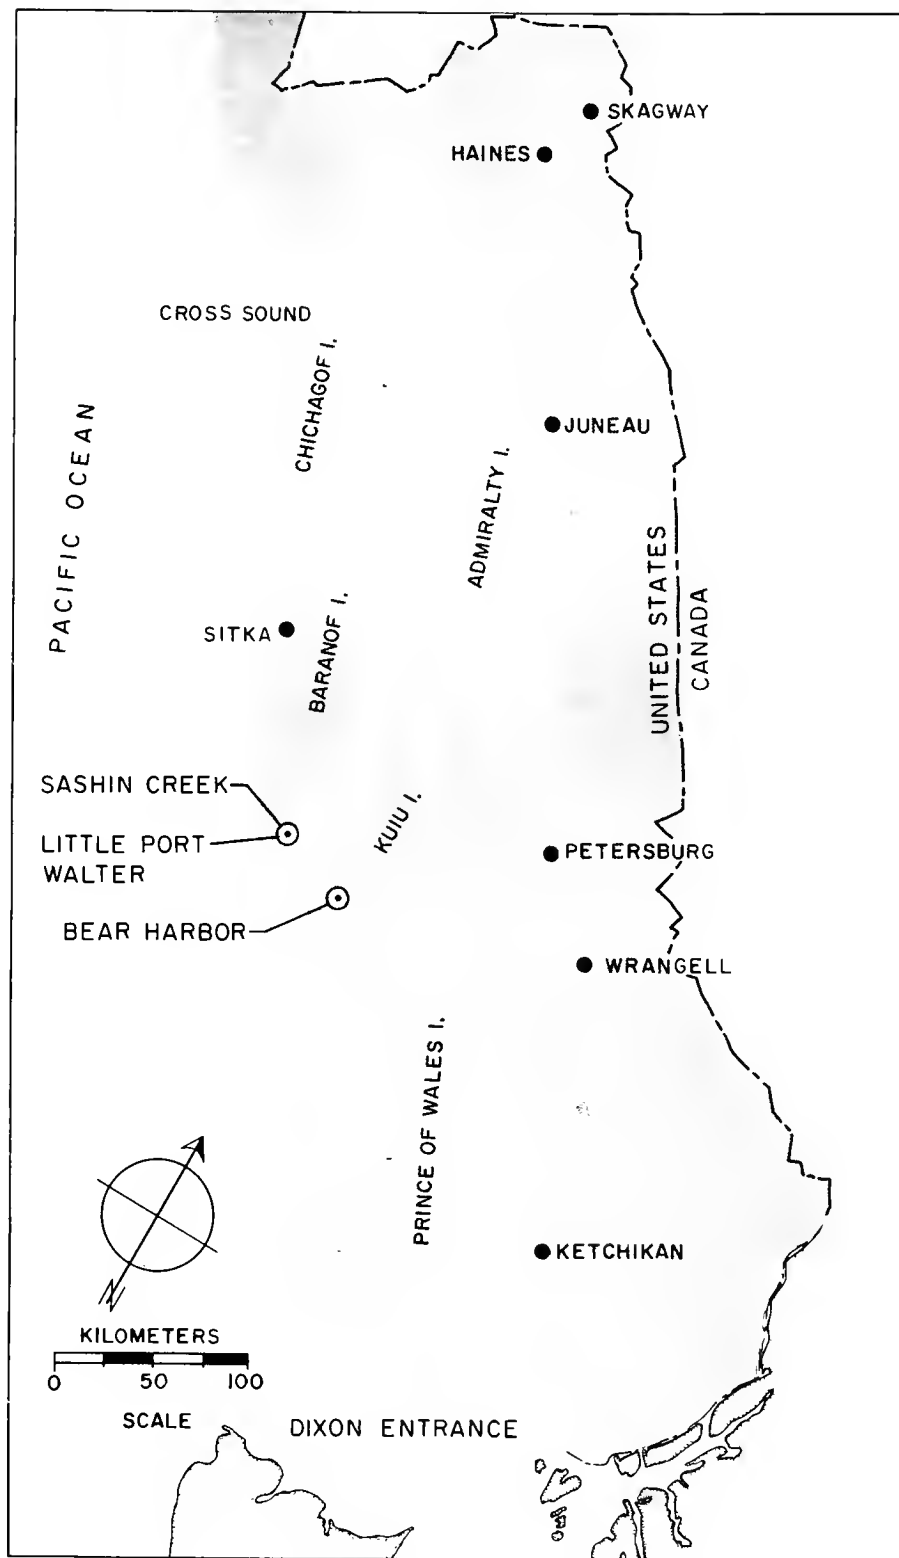 SKAGWAY
HAINES
CROSS SOUND
CHICHAGOF I.
JUNEAU
PACIFIC OCEAN
ADMIRALTY I.
UNITED STATES
CANADA
SITKA
BARANOF I.
SASHIN CREEK
LITTLE PORT
WALTER
KUIU I.
PETERSBURG
BEAR HARBOR
WRANGELL
PRINCE OF WALES I.
N
KETCHIKAN
KILOMETERS
0 50 100
SCALE
DIXON ENTRANCE